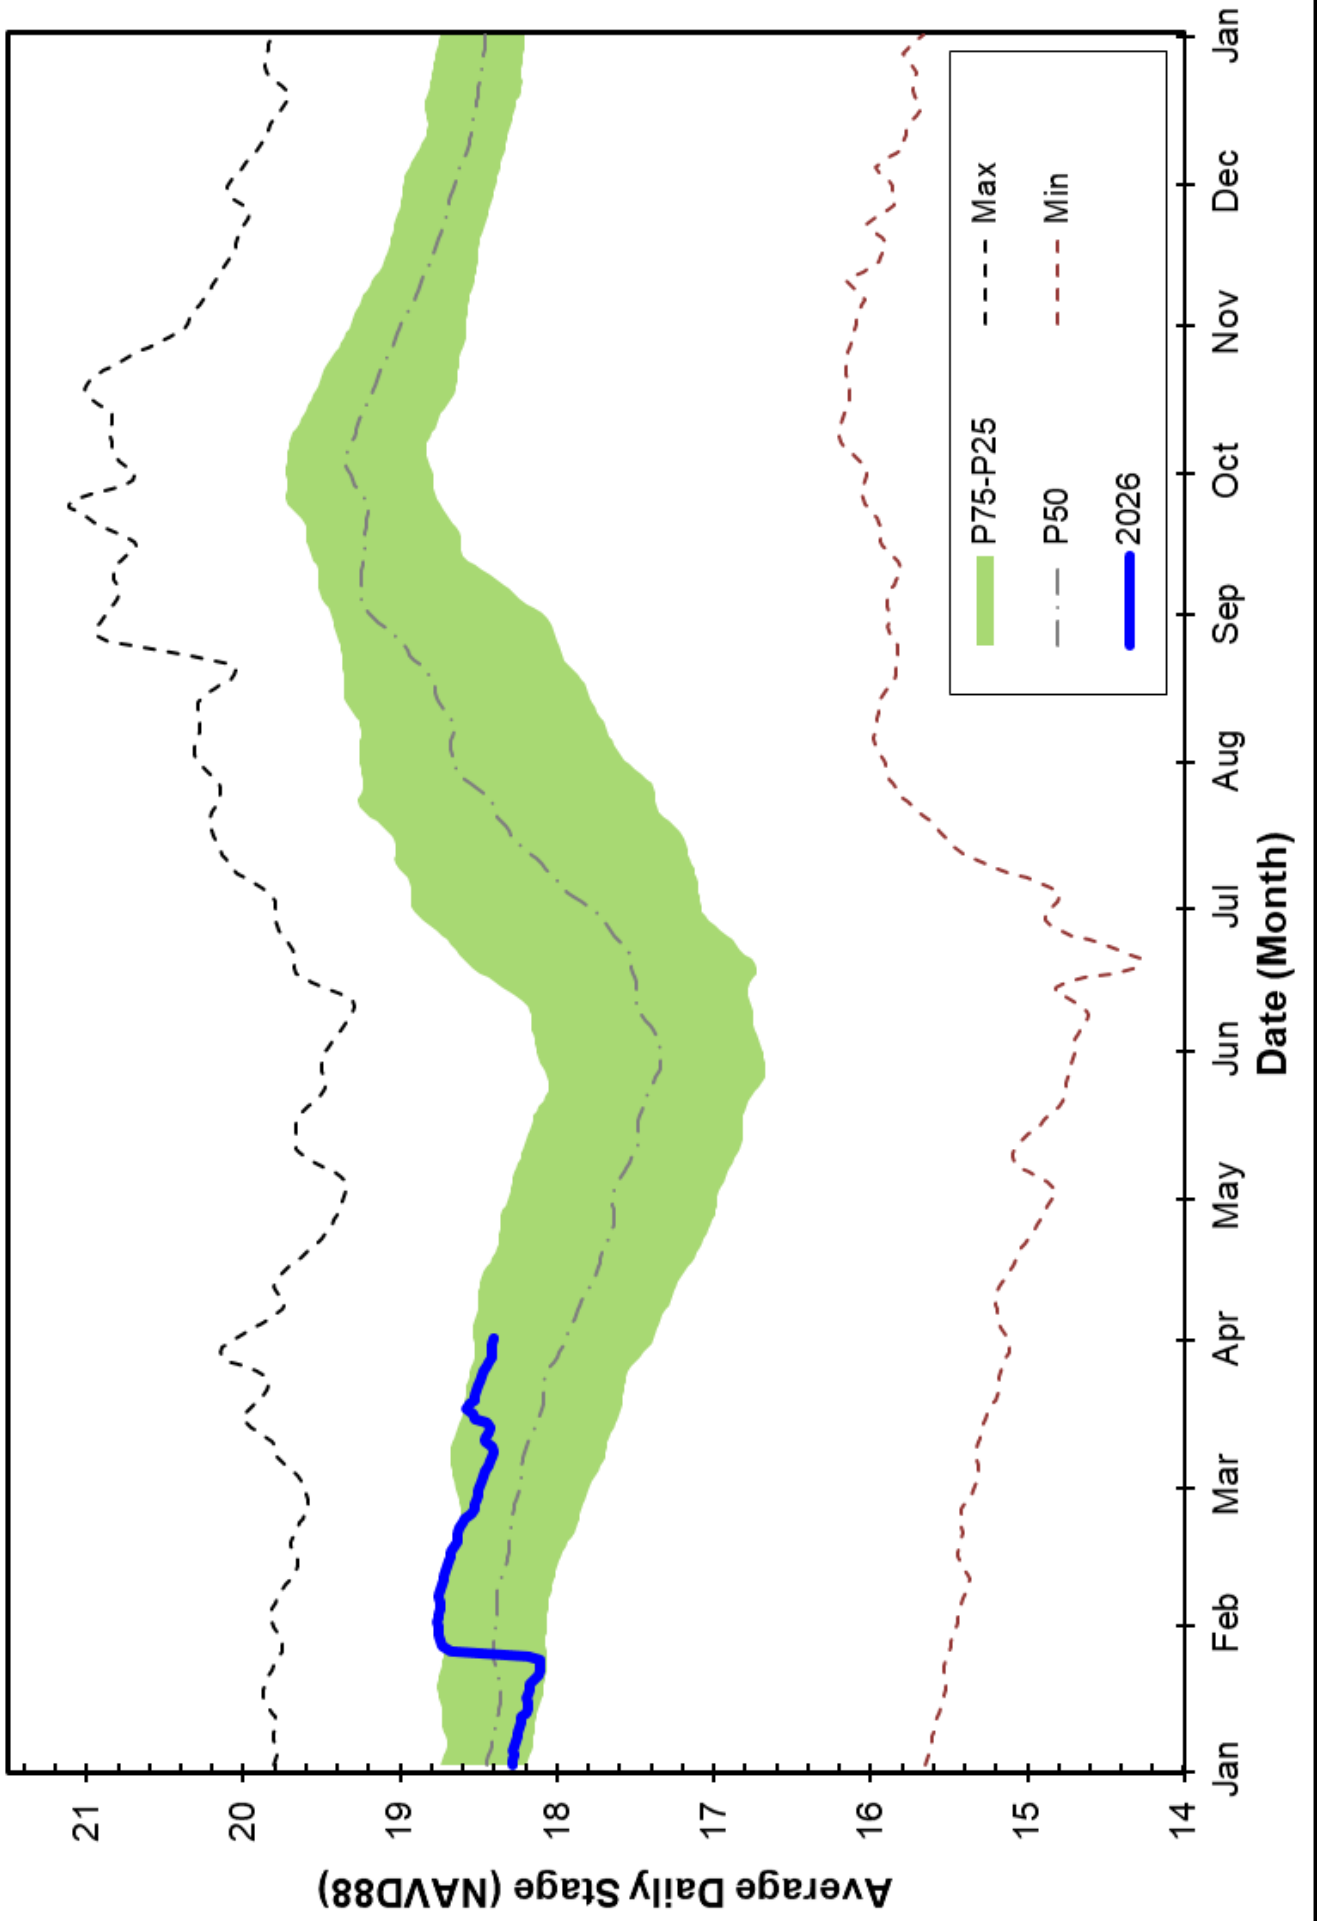 Average Daily Stage (NAVD88)
21
20
19
18
17
16
15
14
P75-P25
Max
P50
Min
2026
Jan
Feb
Mar
Apr
May
Jun
Jul
Aug
Sep
Oct
Nov
Dec
Jan
Date (Month)